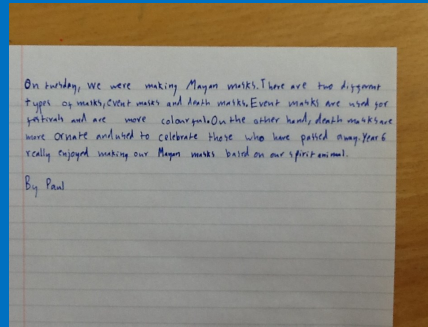 On tuesday, we were making Mayan masks. There are two different
types of masks, event masks and death masks. Event masks are used for
festivals and are more colourful. On the other hand, death masks are
more ornate and used to celebrate those who have passed away. Year 6
really enjoyed making our Mayan masks based on our spirit animal.
By Paul